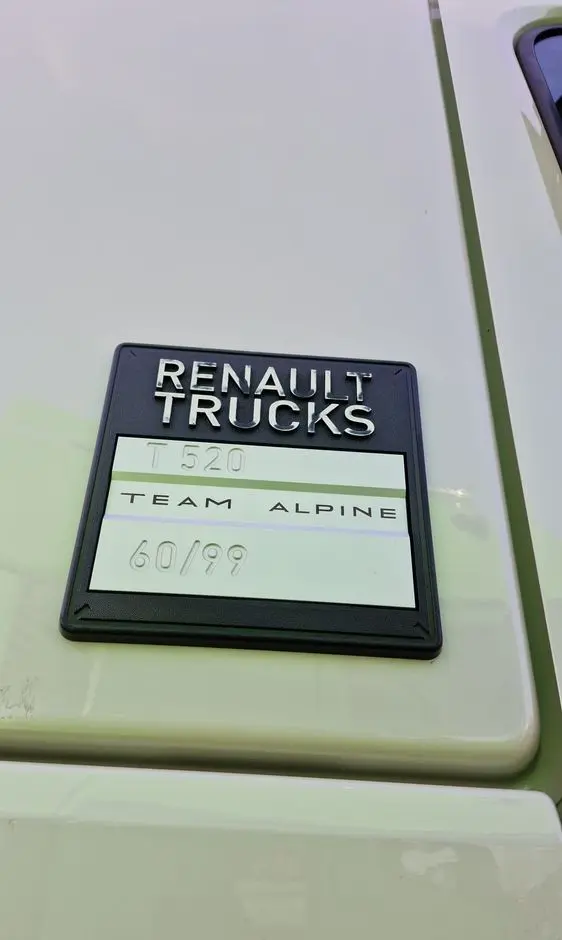 RENAULT
TRUCKS
T 520
TEAM ALPINE
60/99